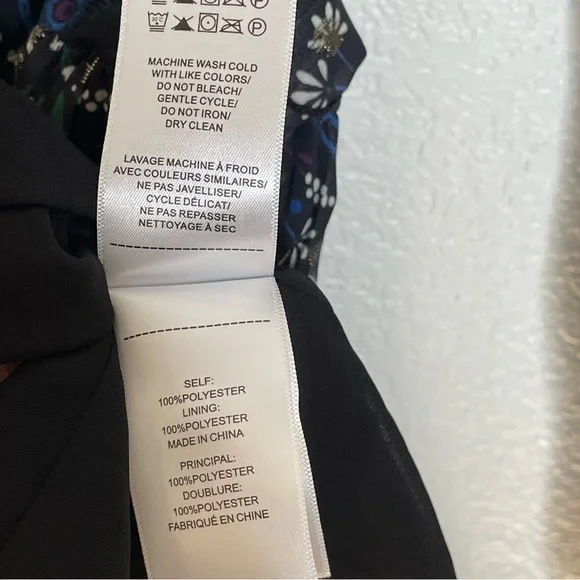 MACHINE WASH COLD
WITH LIKE COLORS/
DO NOT BLEACH/
GENTLE CYCLE/
DO NOT IRON/
DRY CLEAN
LAVAGE MACHINE À FROID
AVEC COULEURS SIMILAIRES/
NE PAS JAVELLISER/
CYCLE DÉLICAT/
NE PAS REPASSER
NETTOYAGE À SEC
SELF:
100%POLYESTER
LINING:
100%POLYESTER
MADE IN CHINA
PRINCIPAL:
100%POLYESTER
DOUBLURE:
100%POLYESTER
FABRIQUÉ EN CHINE